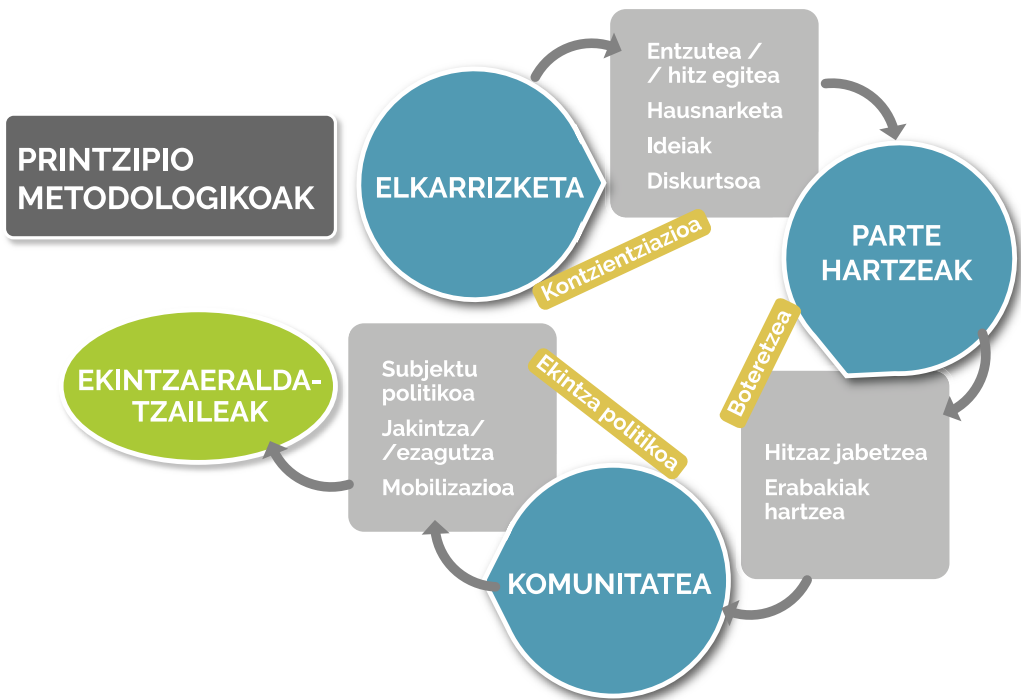 PRINTZIPIO
METODOLOGIKOAK
ELKARRIZKETA
Entzutea /
/ hitz egitea
Hausnarketa
Ideiak
Diskurtsoa
Kontzientziazioa
PARTE
HARTZEAK
Boteretzea
Hitzaz jabetzea
Erabakiak
hartzea
KOMUNITATEA
Ekintza politikoa
Subjektu
politikoa
Jakintza/
/ezagutza
Mobilizazioa
EKINTZAERALDA-
TZAILEAK